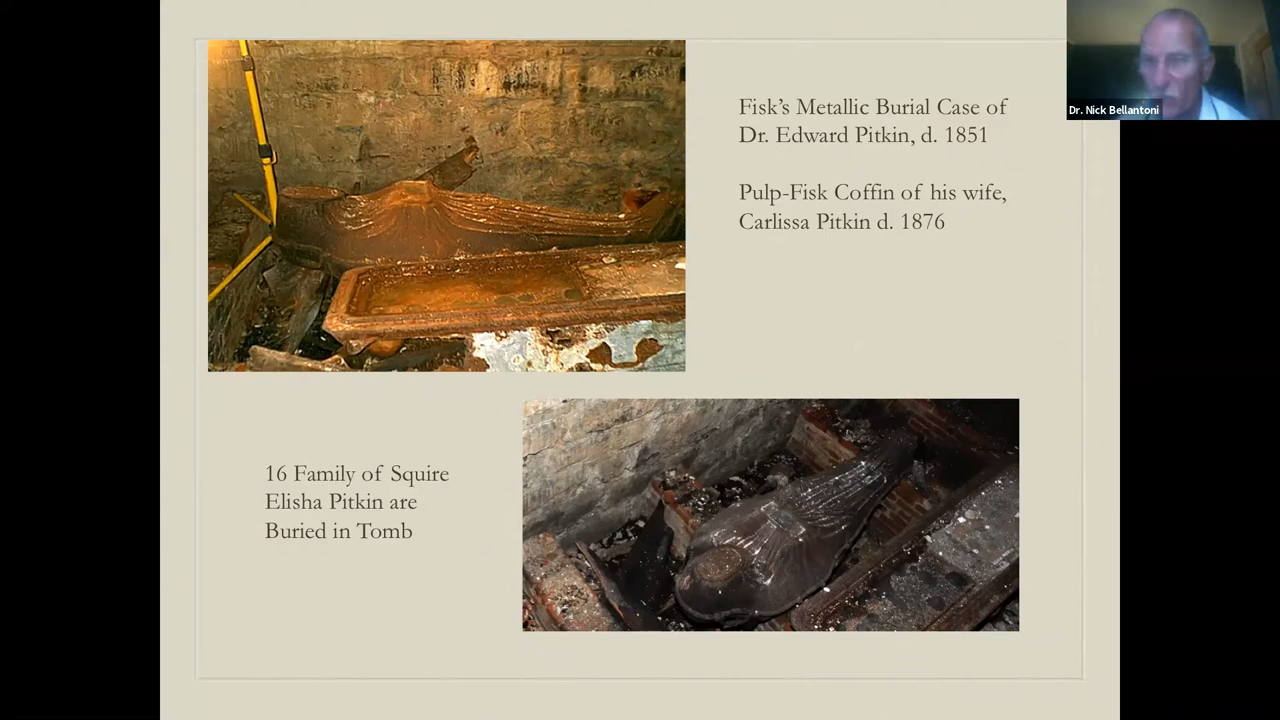 Fisk’s Metallic Burial Case of
Dr. Edward Pitkin, d. 1851
Pulp-Fisk Coffin of his wife,
Carlissa Pitkin d. 1876
Dr. Nick Bellantoni
16 Family of Squire
Elisha Pitkin are
Buried in Tomb